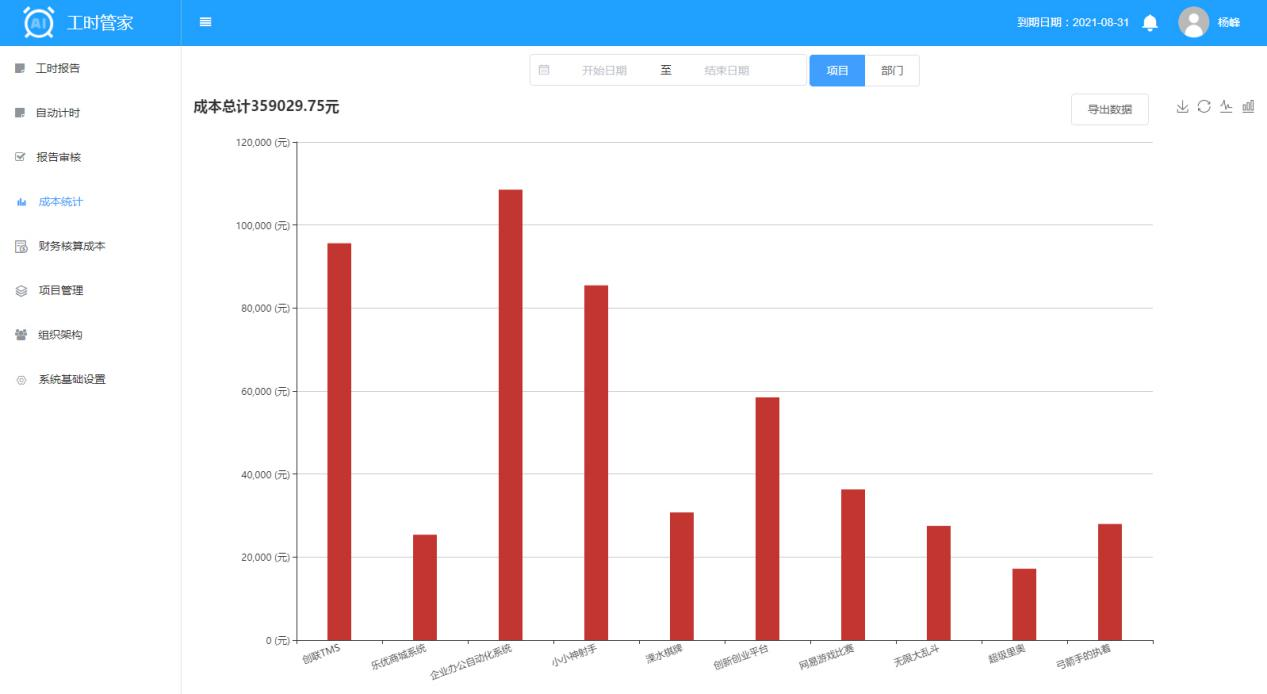 AI 工时管家
到期日期：2021-08-31 杨峰
工时报告
自动计时
报告审核
成本统计
财务核算成本
项目管理
组织架构
系统基础设置
开始日期 至 结束日期 项目 部门
成本总计359029.75元
导出数据
120,000 (元)
100,000 (元)
80,000 (元)
60,000 (元)
40,000 (元)
20,000 (元)
0 (元)
创联TMS
乐优商城系统
企业办公自动化系统
小小神射手
溧水棋牌
创新创业平台
网易游戏比赛
无限大乱斗
超级里奥
弓箭手的执着